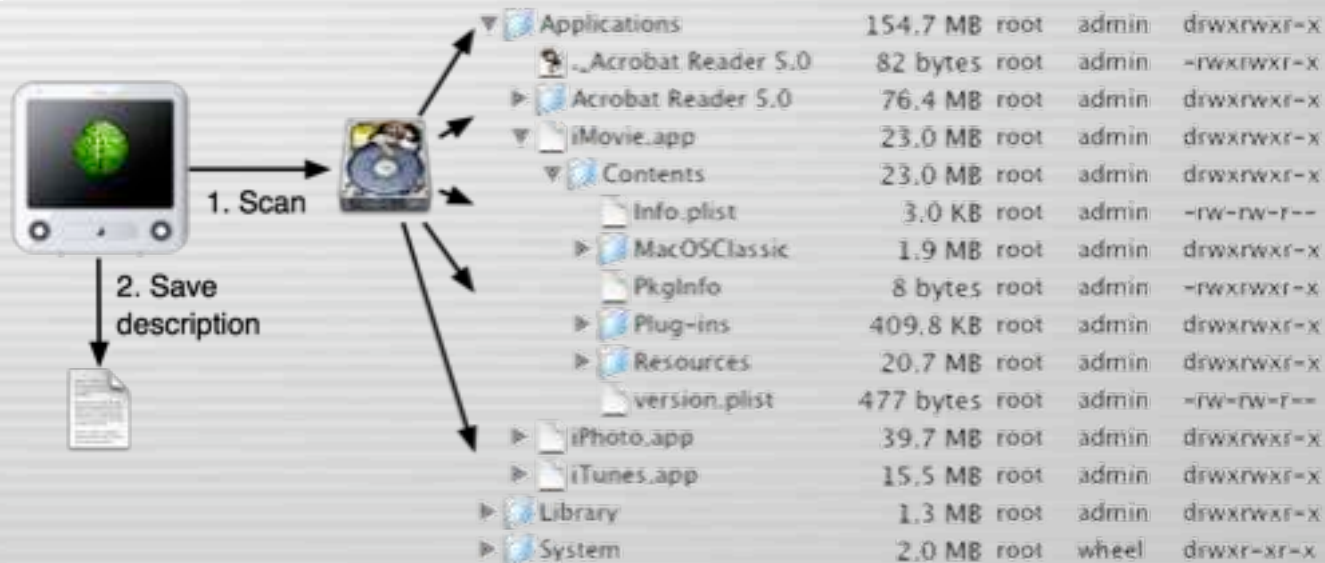 Applications 154.7 MB root admin drwxrwxr-x
._Acrobat Reader 5.0 82 bytes root admin -rwxrwxr-x
Acrobat Reader 5.0 76.4 MB root admin drwxrwxr-x
iMovie.app 23.0 MB root admin drwxrwxr-x
Contents 23.0 MB root admin drwxrwxr-x
Info.plist 3.0 KB root admin -rw-rw-r--
MacOSClassic 1.9 MB root admin drwxrwxr-x
PkgInfo 8 bytes root admin -rwxrwxr-x
Plug-ins 409.8 KB root admin drwxrwxr-x
Resources 20.7 MB root admin drwxrwxr-x
version.plist 477 bytes root admin -rw-rw-r--
iPhoto.app 39.7 MB root admin drwxrwxr-x
iTunes.app 15.5 MB root admin drwxrwxr-x
Library 1.3 MB root admin drwxrwxr-x
System 2.0 MB root wheel drwxr-xr-x
1. Scan
2. Save
description